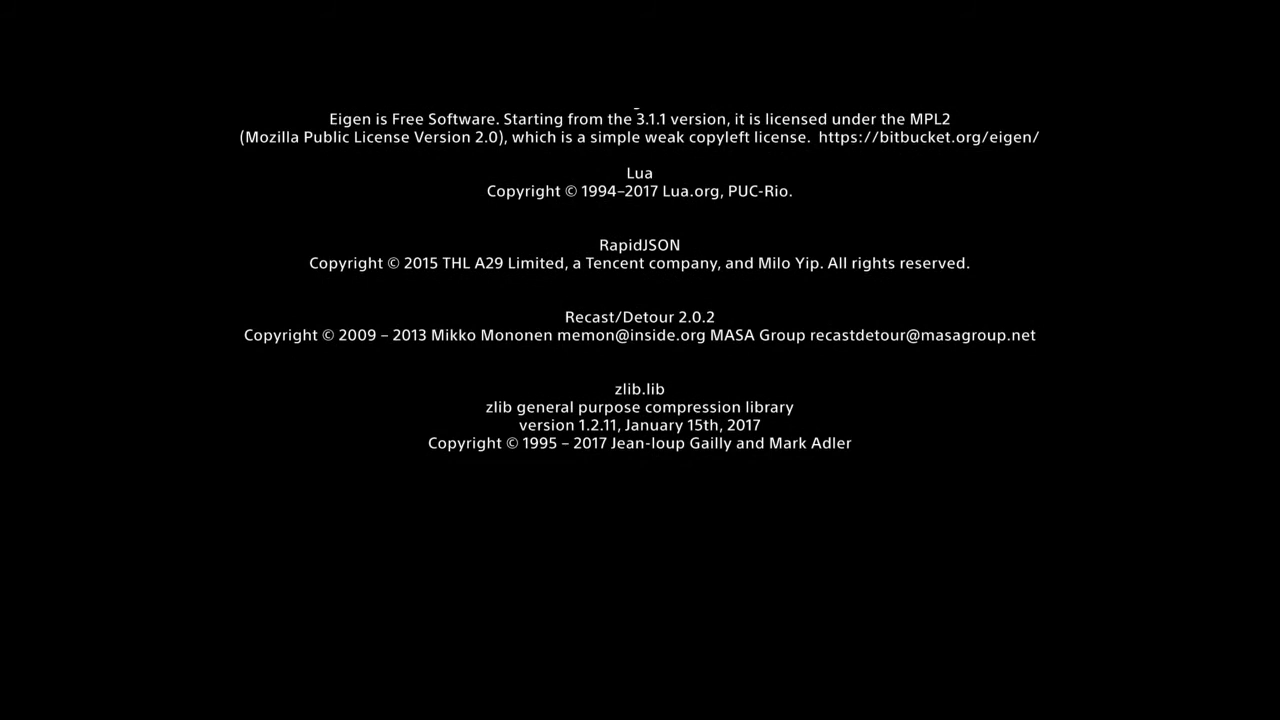 Eigen is Free Software. Starting from the 3.1.1 version, it is licensed under the MPL2
(Mozilla Public License Version 2.0), which is a simple weak copyleft license.  https://bitbucket.org/eigen/
Lua
Copyright © 1994–2017 Lua.org, PUC-Rio.
RapidJSON
Copyright © 2015 THL A29 Limited, a Tencent company, and Milo Yip. All rights reserved.
Recast/Detour 2.0.2
Copyright © 2009 – 2013 Mikko Mononen memon@inside.org MASA Group recastdetour@masagroup.net
zlib.lib
zlib general purpose compression library
version 1.2.11, January 15th, 2017
Copyright © 1995 – 2017 Jean-loup Gailly and Mark Adler